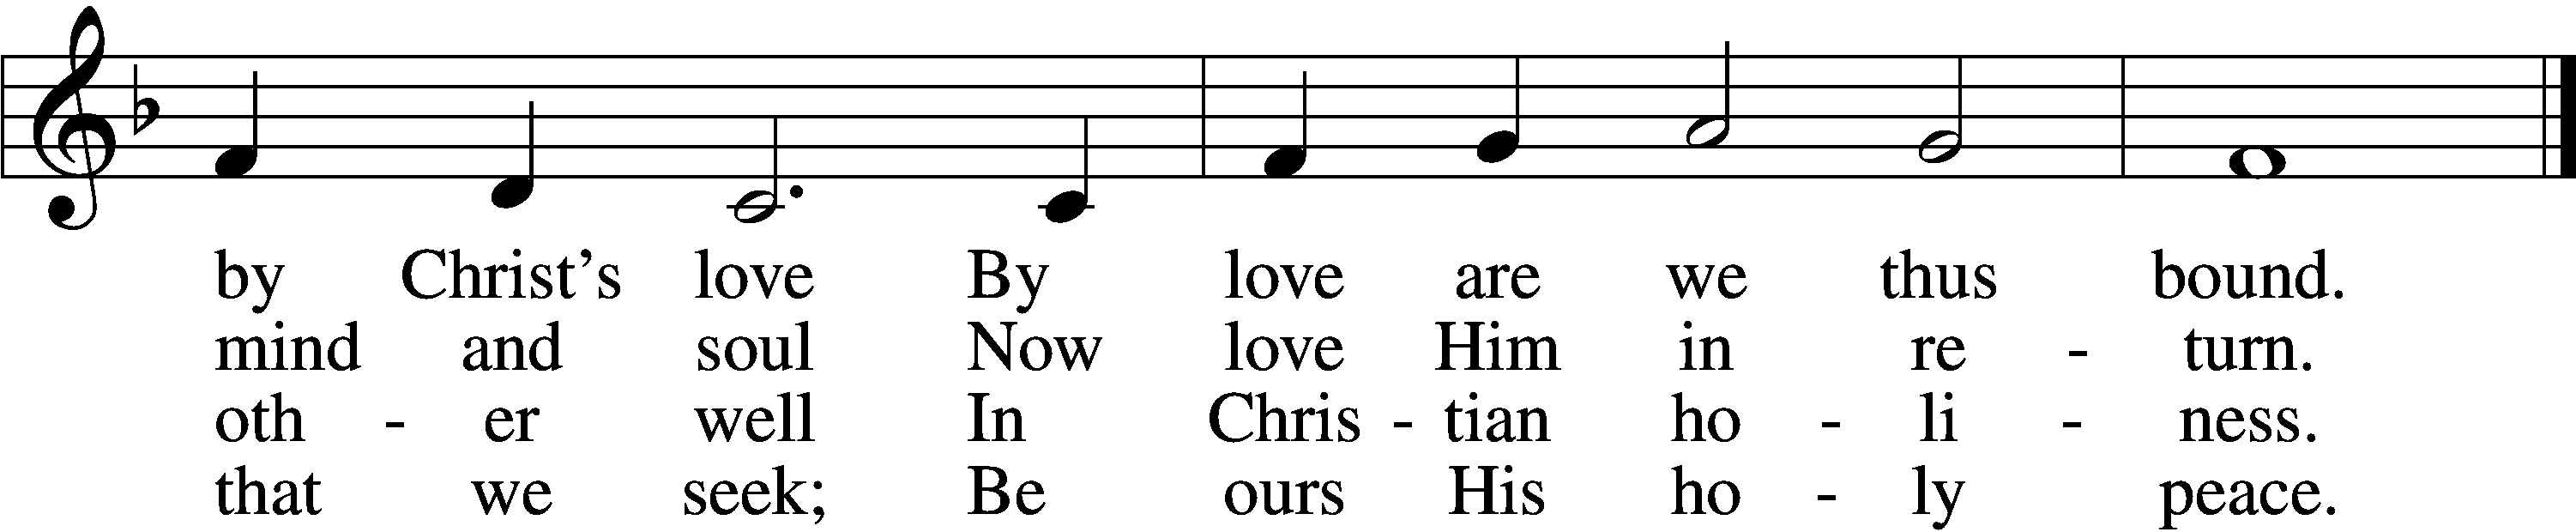 by Christ’s love By love are we thus bound.
mind and soul Now love Him in re - turn.
oth - er well In Chris - tian ho - li - ness.
that we seek; Be ours His ho - ly peace.